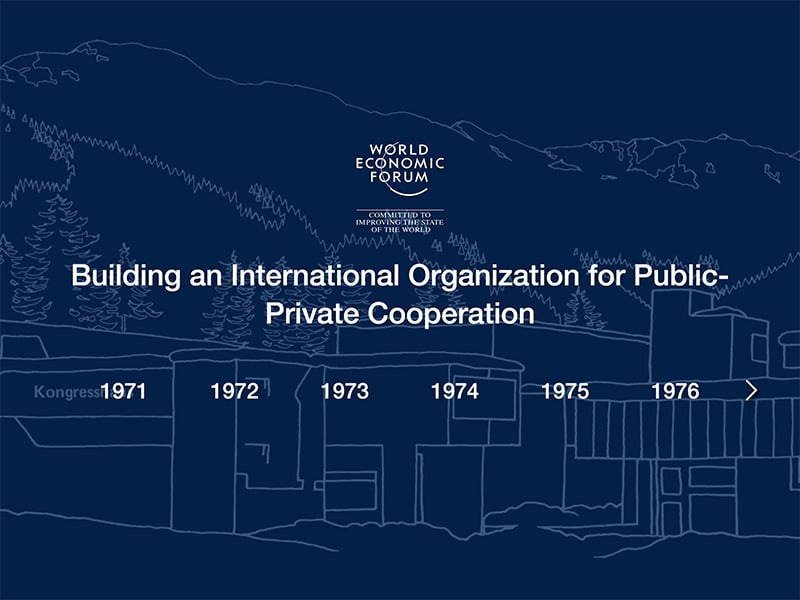 WORLD
ECONOMIC
FORUM
COMMITTED TO
IMPROVING THE STATE
OF THE WORLD
Building an International Organization for Public-
Private Cooperation
1971 1972 1973 1974 1975 1976